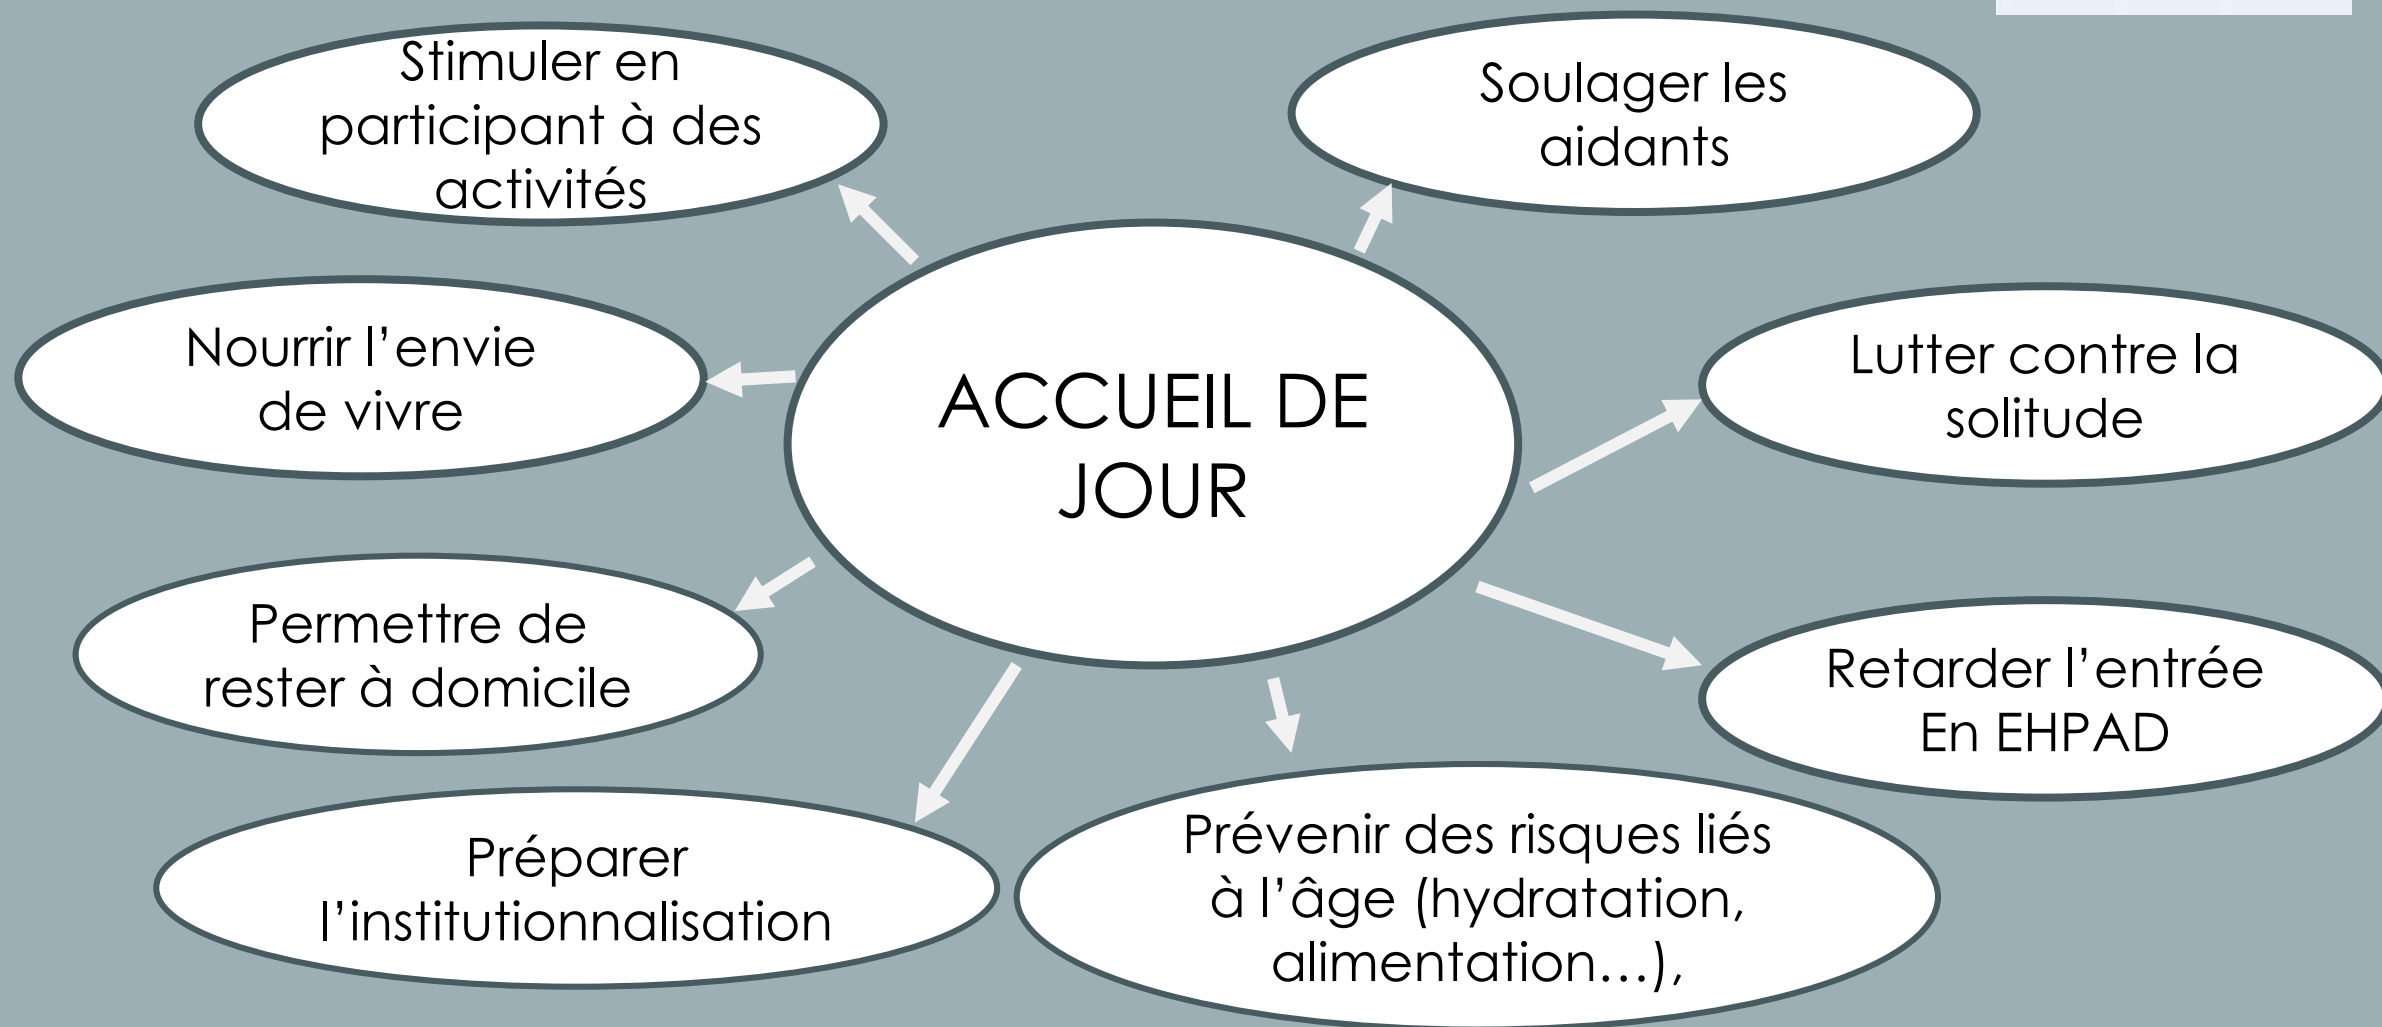 Stimuler en
participant à des
activités
Soulager les
aidants
Nourrir l’envie
de vivre
ACCUEIL DE
JOUR
Lutter contre la
solitude
Permettre de
rester à domicile
Retarder l’entrée
En EHPAD
Préparer
l’institutionnalisation
Prévenir des risques liés
à l’âge (hydratation,
alimentation…),